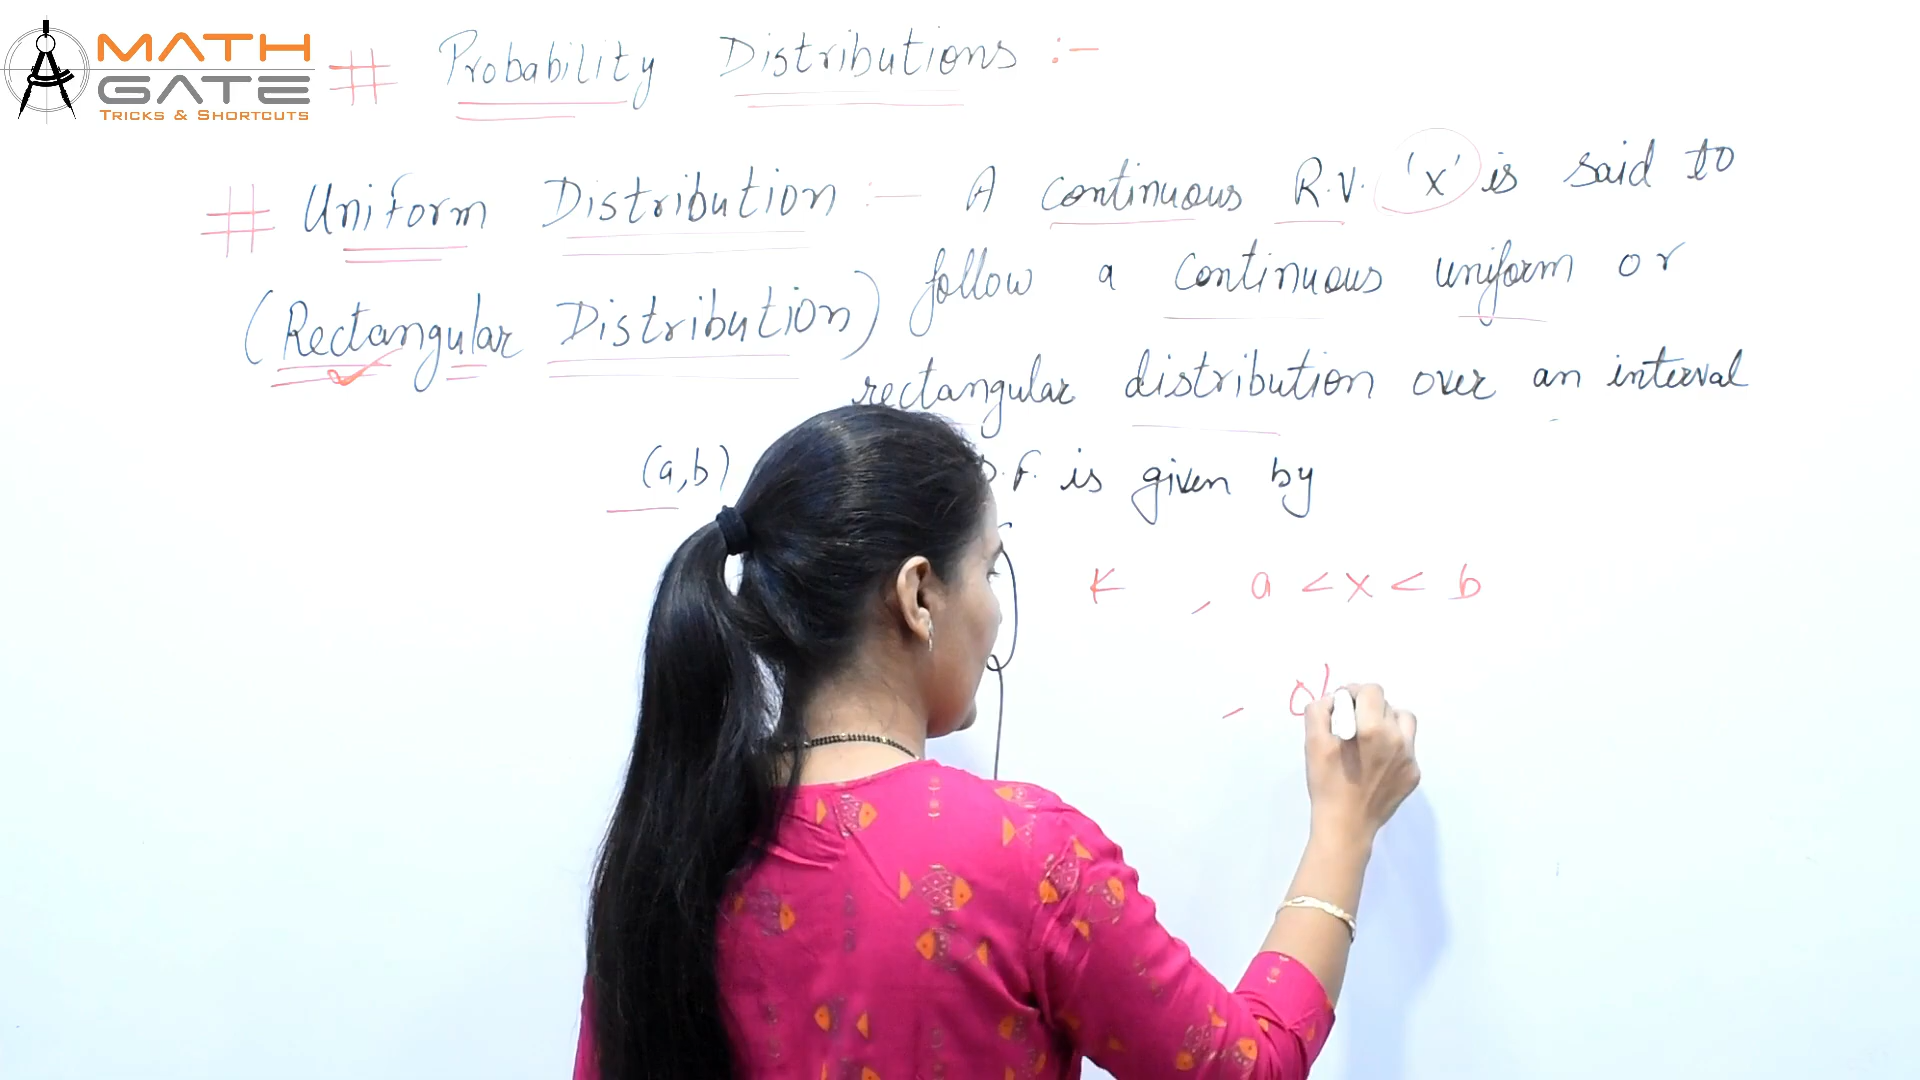 MATH
GATE
TRICKS & SHORTCUTS
# Probability Distributions :-
# Uniform Distribution :- A continuous R.V. 'x' is said to
(Rectangular Distribution) follow a continuous uniform or
rectangular distribution over an interval
(a,b) D.F. is given by
K , a < x < b
,